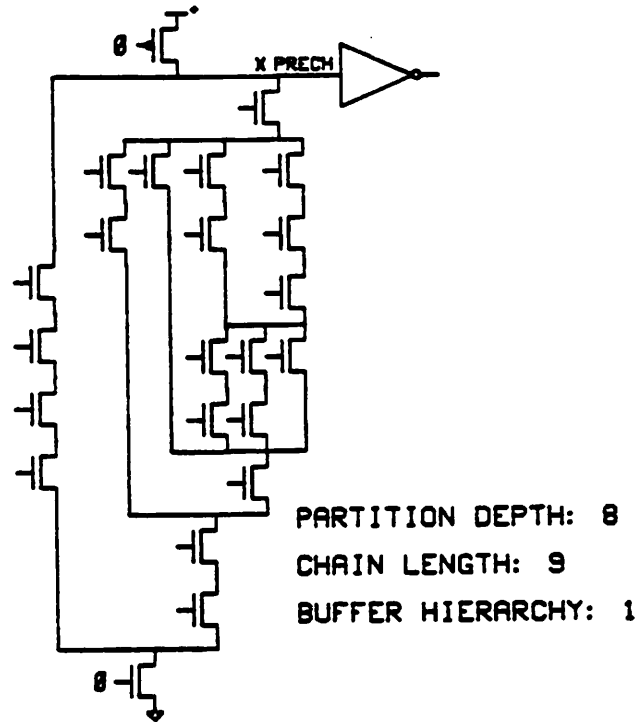 Ø
X PRECH
PARTITION DEPTH: 8
CHAIN LENGTH: 9
BUFFER HIERARCHY: 1
Ø